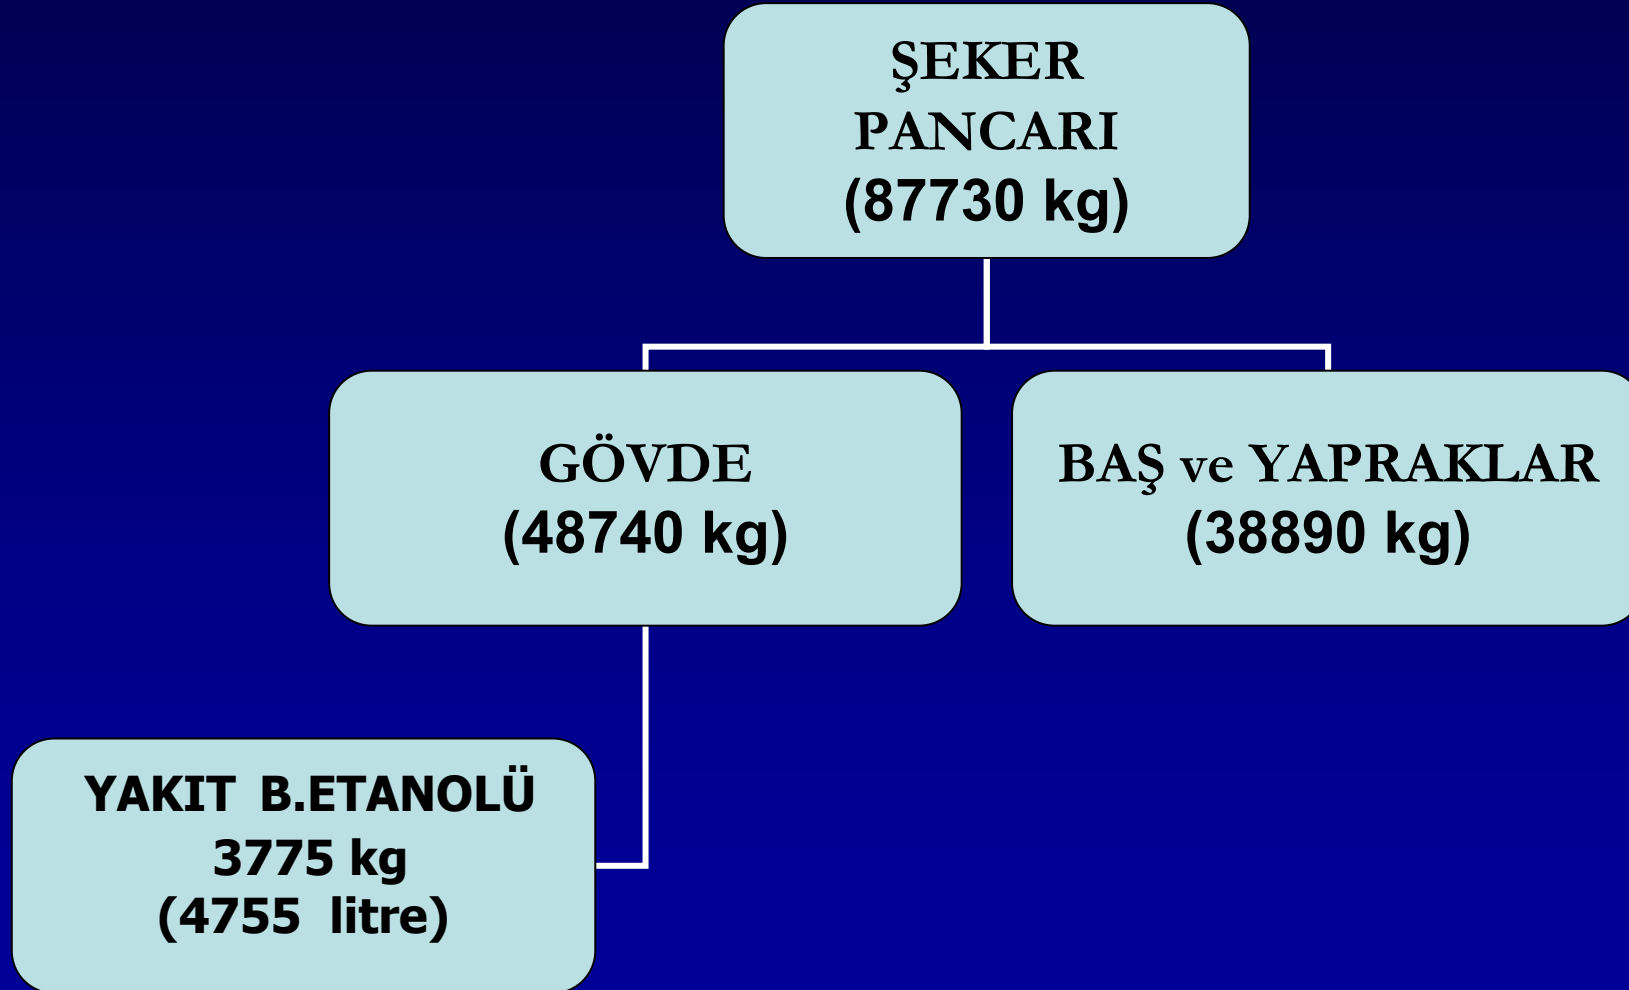 ŞEKER
PANCARI
(87730 kg)
GÖVDE
(48740 kg)
BAŞ ve YAPRAKLAR
(38890 kg)
YAKIT B.ETANOLÜ
3775 kg
(4755 litre)